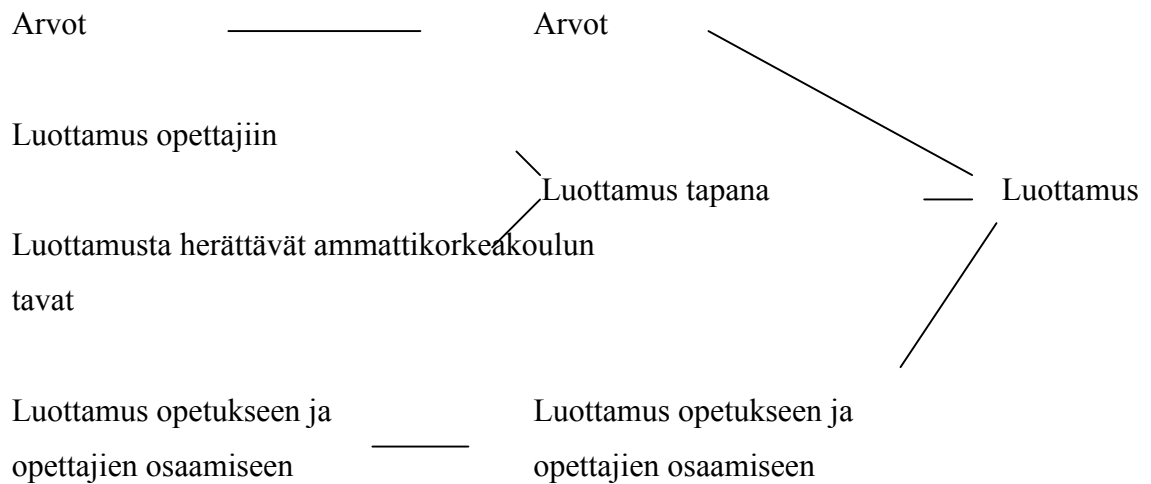 Arvot Arvot
Luottamus opettajiin
Luottamus tapana Luottamus
Luottamusta herättävät ammattikorkeakoulun
tavat
Luottamus opetukseen ja Luottamus opetukseen ja
opettajien osaamiseen opettajien osaamiseen